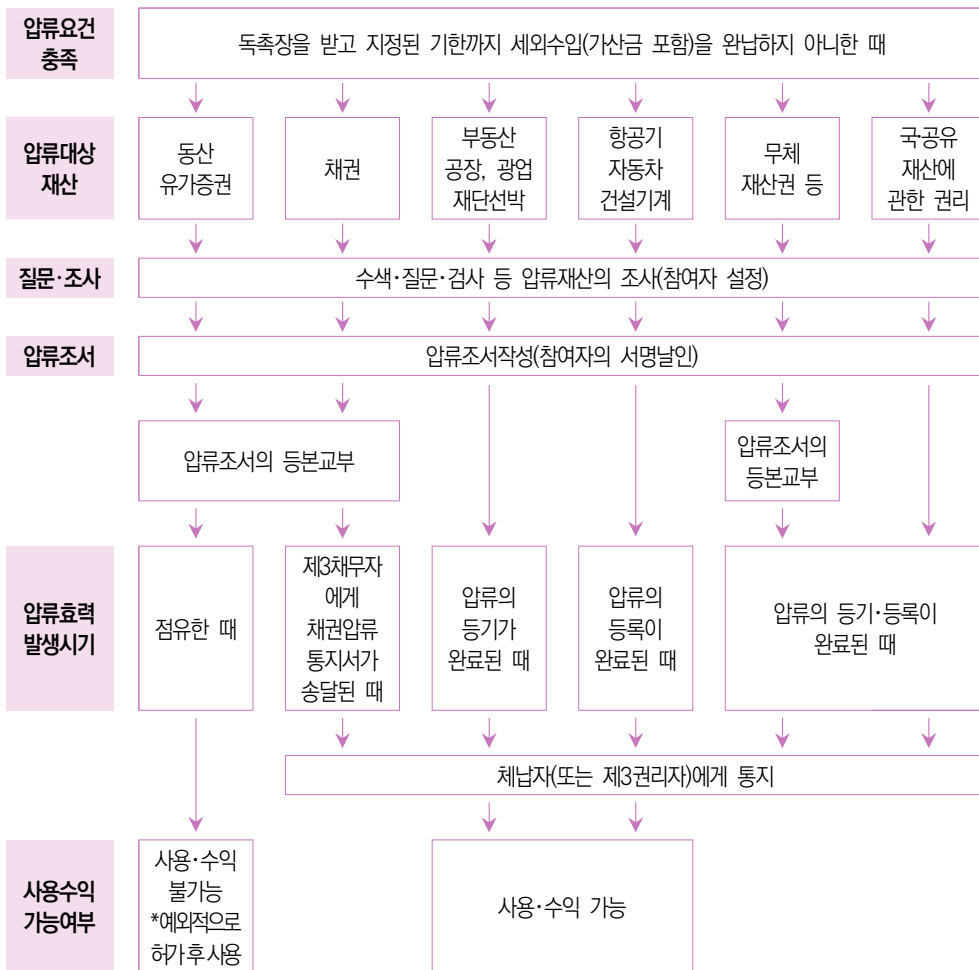 압류요건
충족
독촉장을 받고 지정된 기한까지 세외수입(가산금 포함)을 완납하지 아니한 때
압류대상
재산
동산
유가증권
채권
부동산
공장, 광업
재단선박
항공기
자동차
건설기계
무체
재산권 등
국·공유
재산에
관한 권리
질문·조사
수색·질문·검사 등 압류재산의 조사(참여자 설정)
압류조서
압류조서작성(참여자의 서명날인)
압류조서의 등본교부
압류조서의
등본교부
압류효력
발생시기
점유한 때
제3채무자
에게
채권압류
통지서가
송달된 때
압류의
등기가
완료된 때
압류의
등록이
완료된 때
압류의 등기·등록이
완료된 때
체납자(또는 제3권리자)에게 통지
사용수익
가능여부
사용·수익
불가능
*예외적으로
허가 후 사용
사용·수익 가능